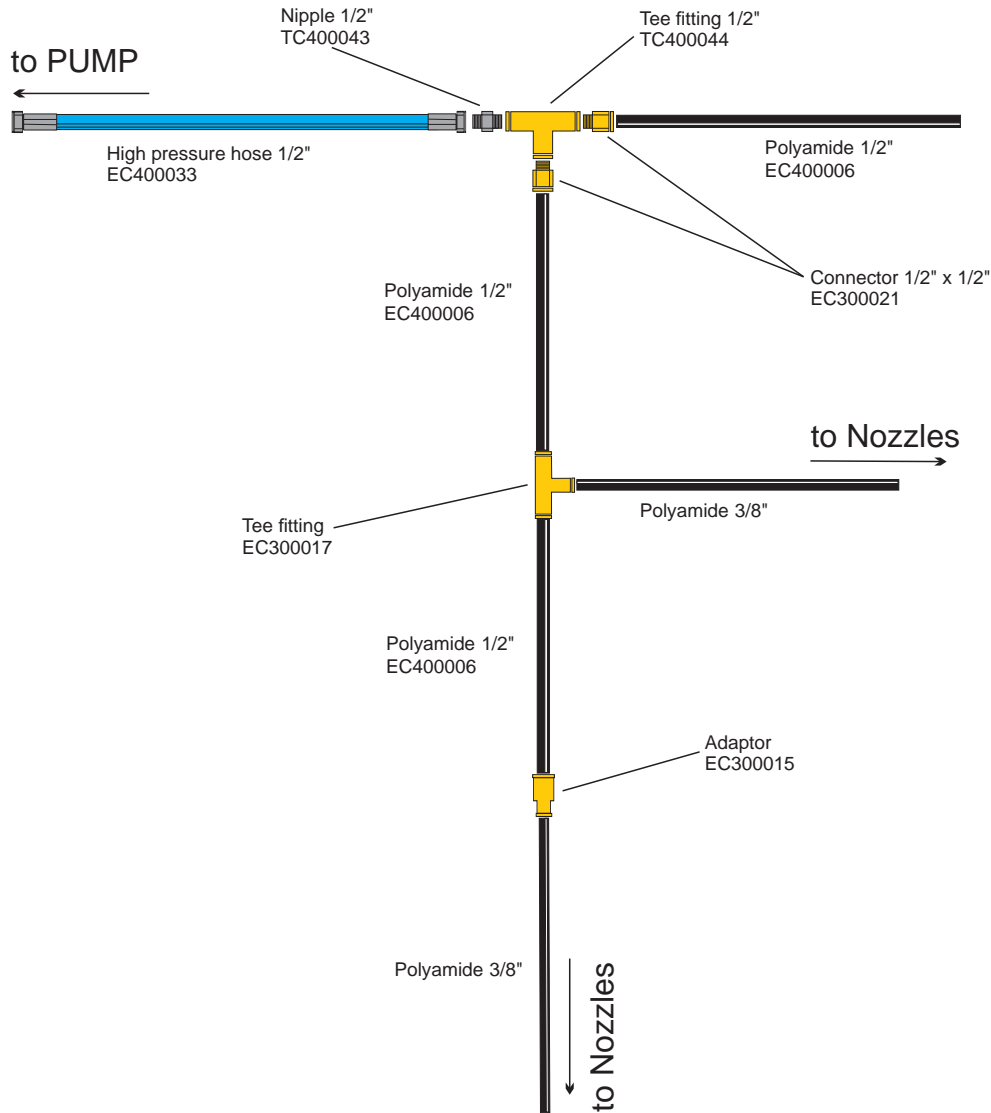 Nipple 1/2"
TC400043
Tee fitting 1/2"
TC400044
to PUMP
High pressure hose 1/2"
EC400033
Polyamide 1/2"
EC400006
Connector 1/2" x 1/2"
EC300021
Polyamide 1/2"
EC400006
to Nozzles
Polyamide 3/8"
Tee fitting
EC300017
Polyamide 1/2"
EC400006
Adaptor
EC300015
Polyamide 3/8"
to Nozzles